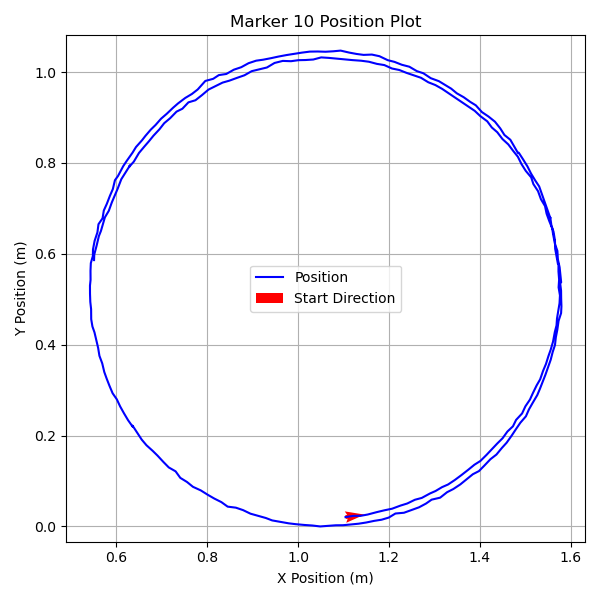 Marker 10 Position Plot
Y Position (m)
1.0
0.8
0.6
0.4
0.2
0.0
Position
Start Direction
0.6 0.8 1.0 1.2 1.4 1.6
X Position (m)